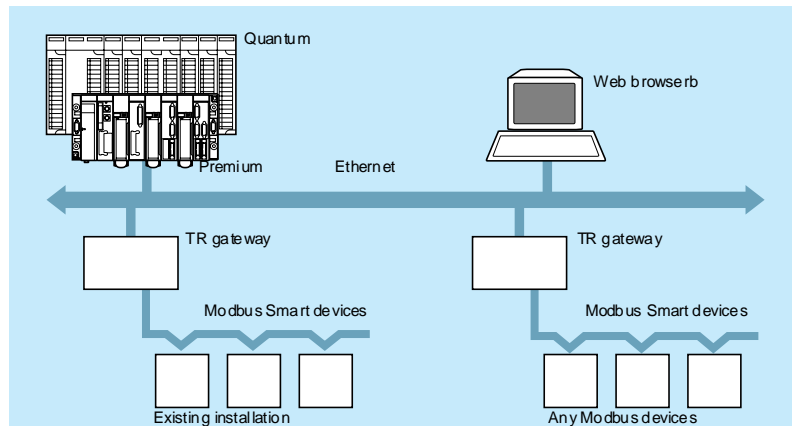 Quantum
Web browserb
Premium
Ethernet
TR gateway
TR gateway
Modbus Smart devices
Modbus Smart devices
Existing installation
Any Modbus devices